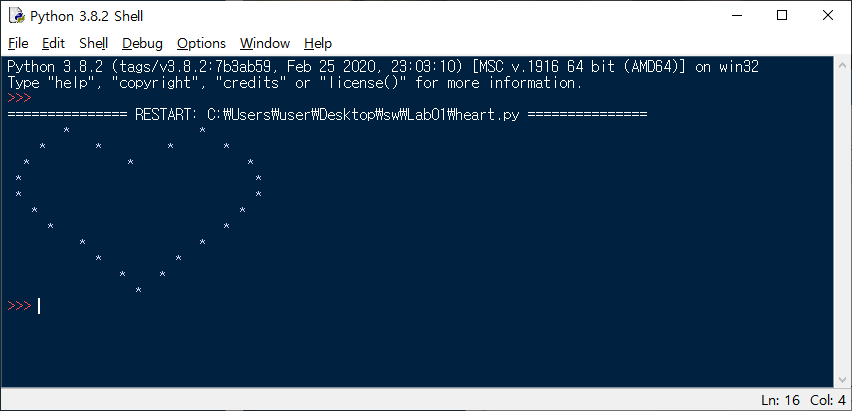 Python 3.8.2 Shell
File Edit Shell Debug Options Window Help
Python 3.8.2 (tags/v3.8.2:7b3ab59, Feb 25 2020, 23:03:10) [MSC v.1916 64 bit (AMD64)] on win32
Type "help", "copyright", "credits" or "license()" for more information.
>>>
=============== RESTART: C:₩Users₩user₩Desktop₩sw₩Lab01₩heart.py ===============
       *                *
    *      *        *      *
  *            *              *
 *                             *
 *                             *
   *                         *
     *                     *
         *              *
           *         *
              *    *
                *
>>>
Ln: 16 Col: 4